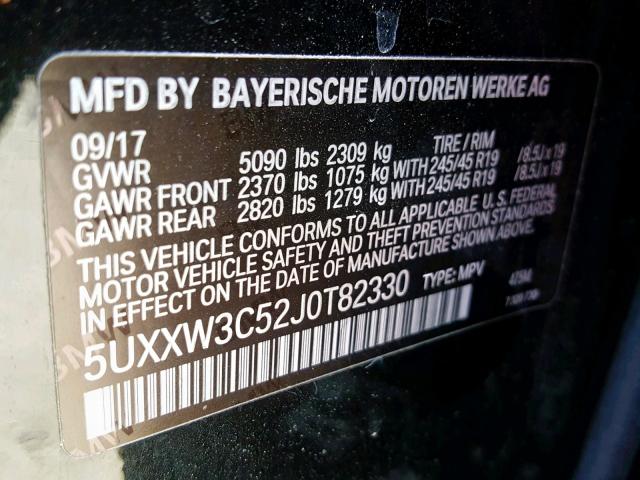 MFD BY BAYERISCHE MOTOREN WERKE AG
09/17 TIRE / RIM
GVWR 5090 lbs 2309 kg
GAWR FRONT 2370 lbs 1075 kg WITH 245/45 R19 /8.5J x 19
GAWR REAR 2820 lbs 1279 kg WITH 245/45 R19 /8.5J x 19
THIS VEHICLE CONFORMS TO ALL APPLICABLE U.S. FEDERAL
MOTOR VEHICLE SAFETY AND THEFT PREVENTION STANDARDS
IN EFFECT ON THE DATE OF MANUFACTURE SHOWN ABOVE.
5UXXW3C52J0T82330 TYPE: MPV